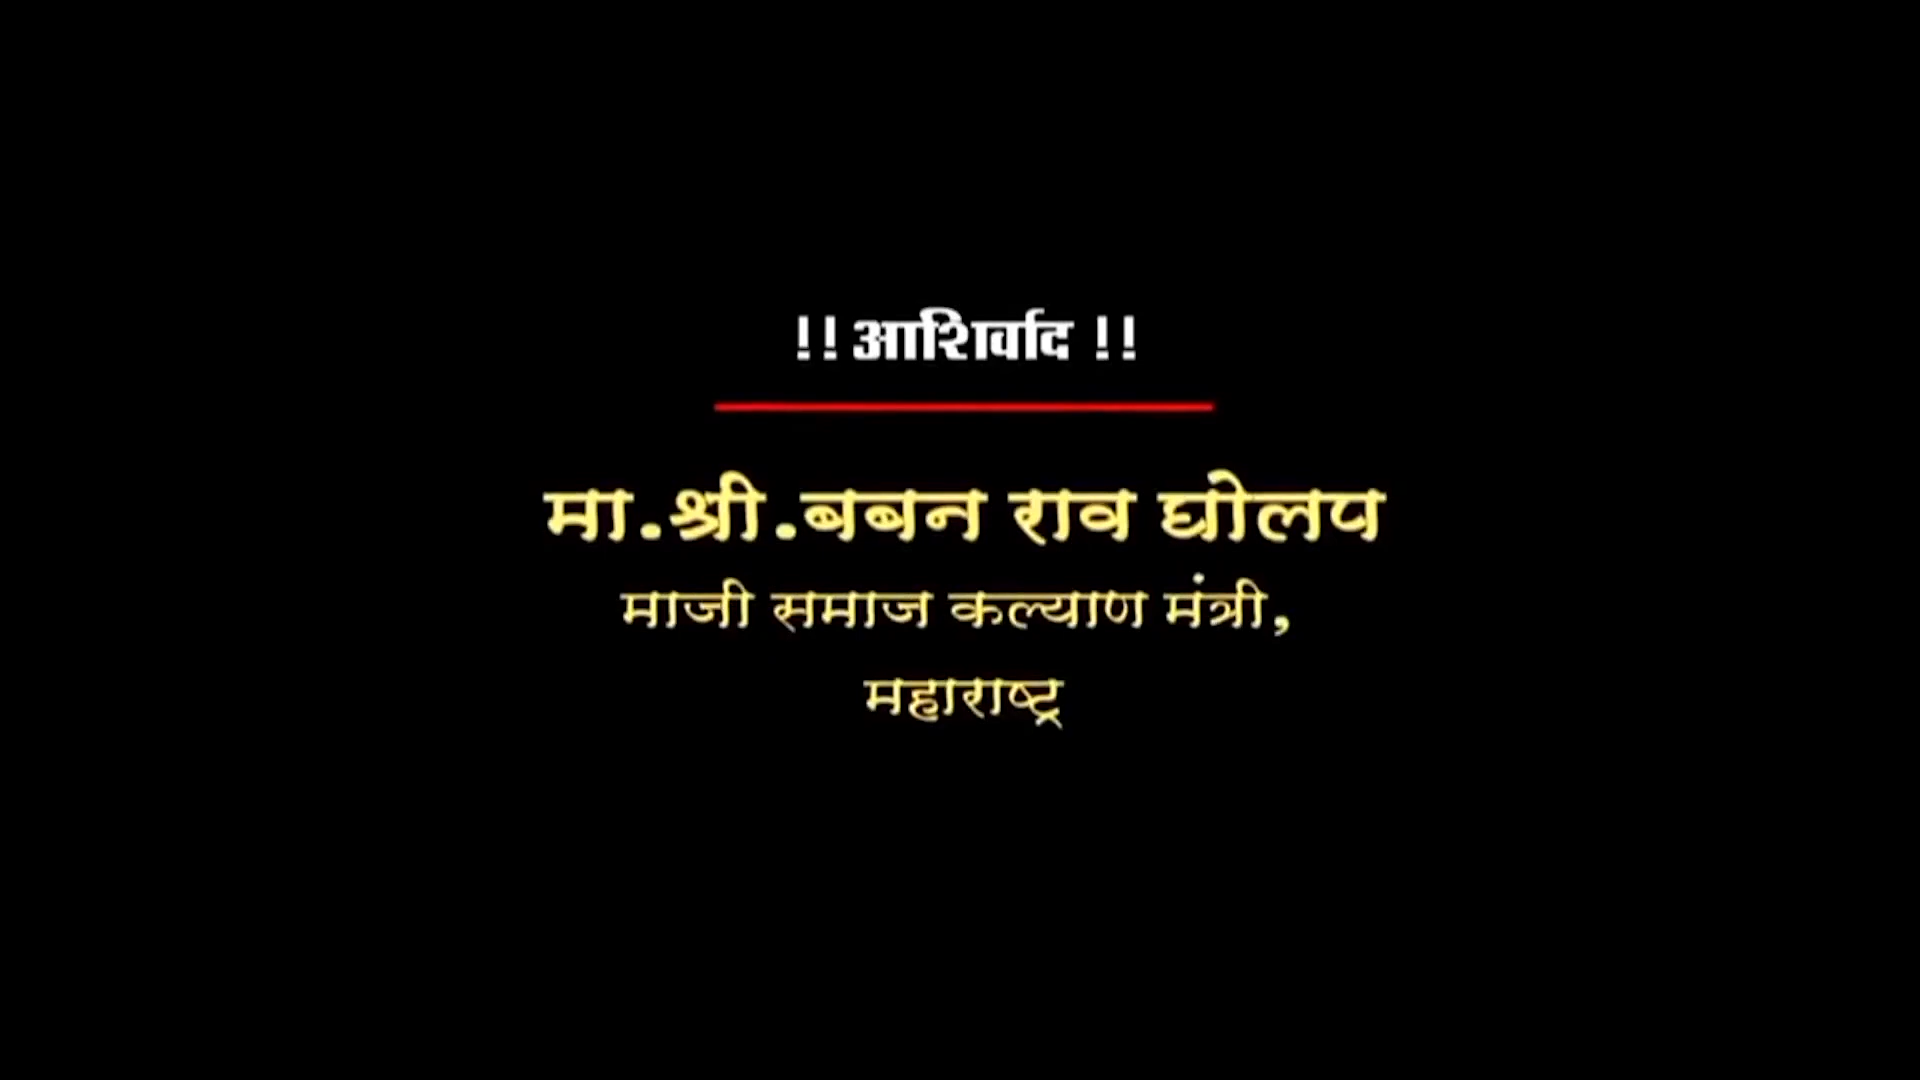 !! आशिर्वाद !!
मा.श्री.बबन राव घोलप
माजी समाज कल्याण मंत्री,
महाराष्ट्र